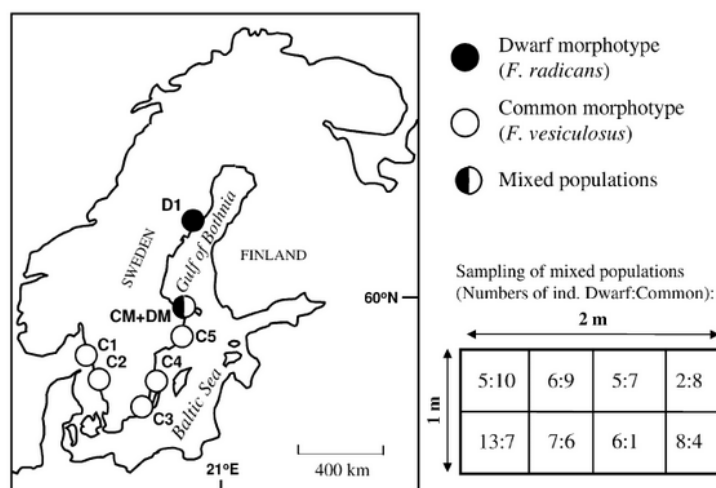 Dwarf morphotype
(F. radicans)
Common morphotype
(F. vesiculosus)
Mixed populations
D1
SWEDEN
Gulf of Bothnia
FINLAND
CM+DM
60ºN
C5
C1
C2
C4
C3
Baltic Sea
21ºE
400 km
Sampling of mixed populations
(Numbers of ind. Dwarf:Common):
2 m
1 m
5:10 6:9 5:7 2:8
13:7 7:6 6:1 8:4